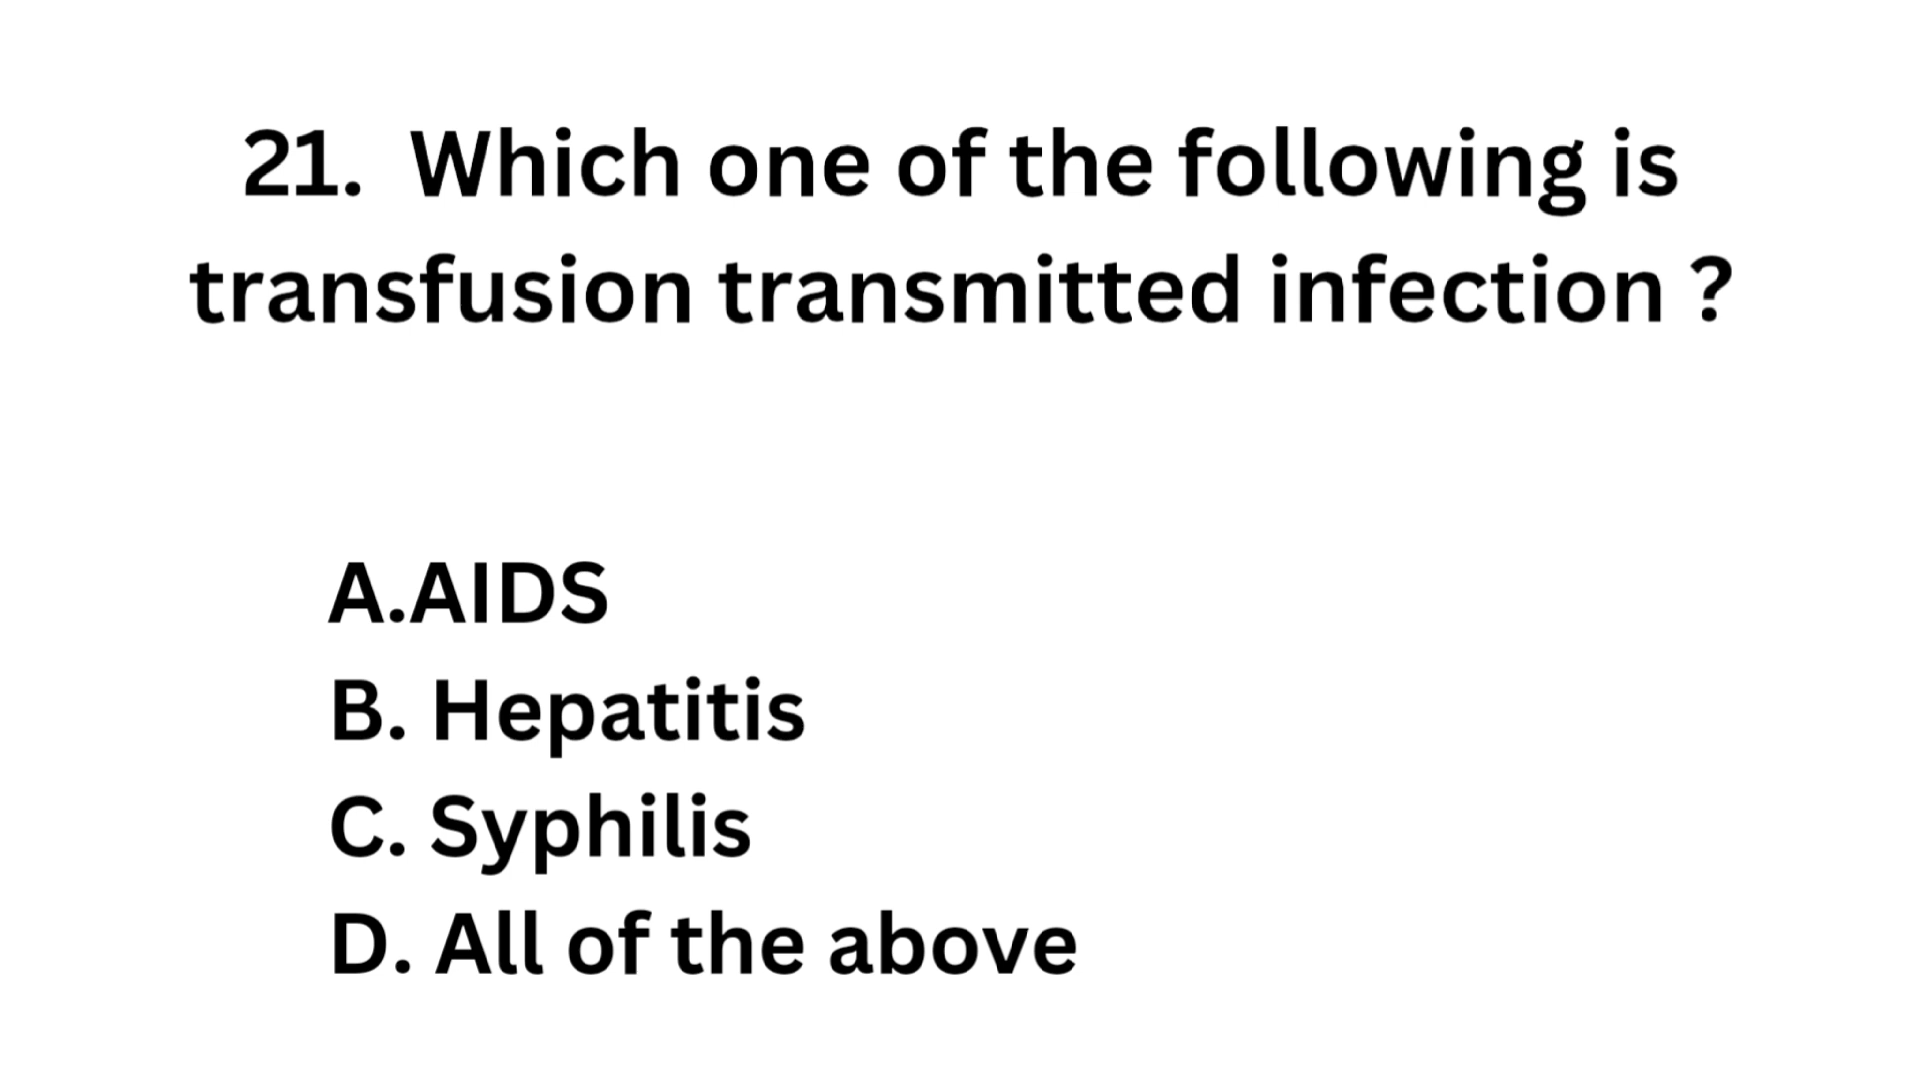 21. Which one of the following is
transfusion transmitted infection ?
A.AIDS
B. Hepatitis
C. Syphilis
D. All of the above